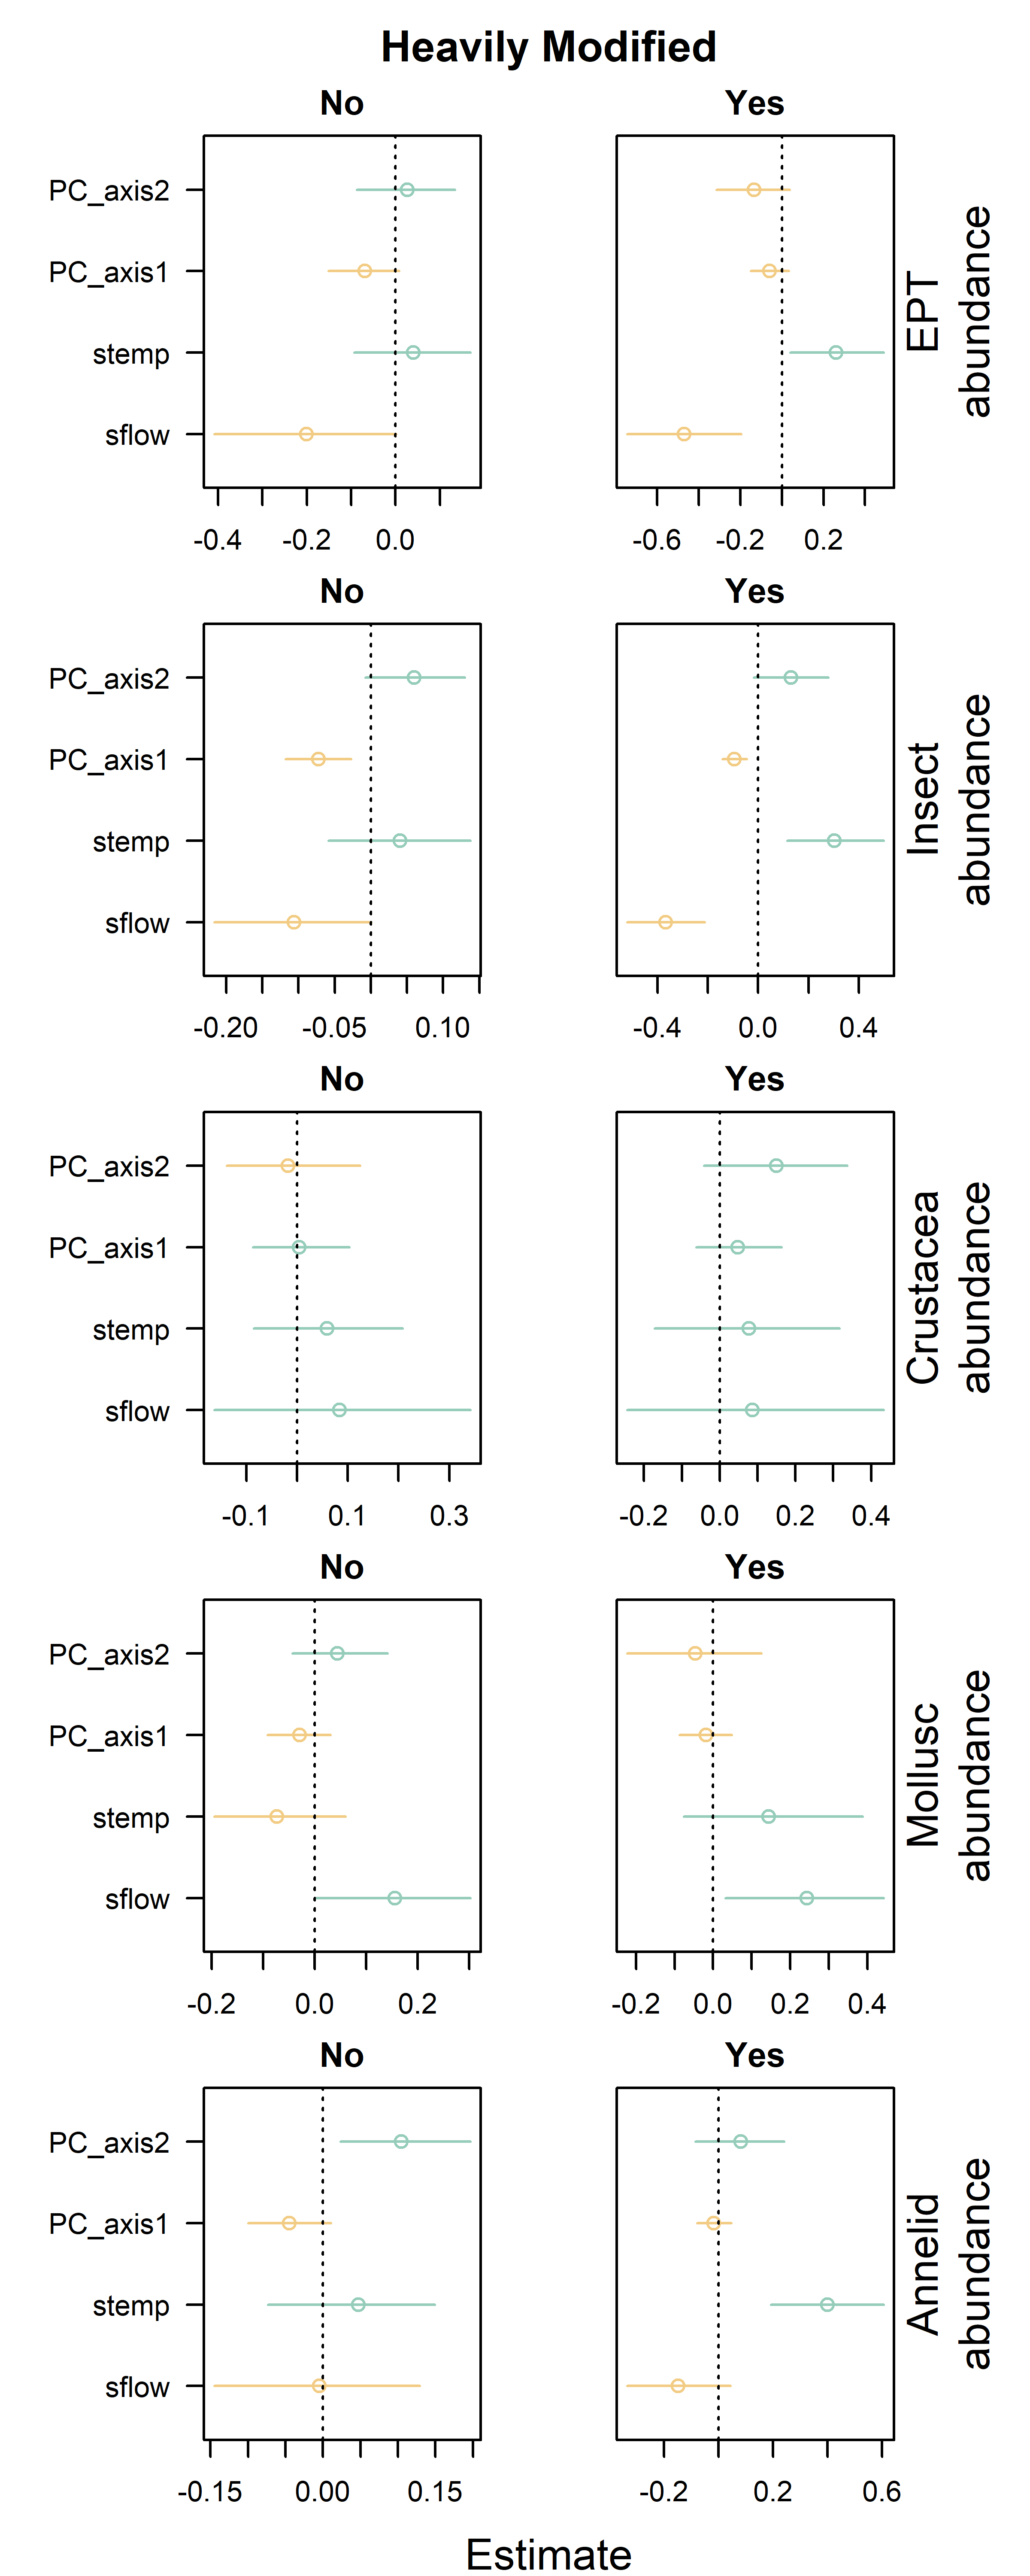 Heavily Modified
No
Yes
PC_axis2
PC_axis1
stemp
sflow
-0.4 -0.2 0.0
-0.6 -0.2 0.2
EPT
abundance
No
Yes
PC_axis2
PC_axis1
stemp
sflow
-0.20 -0.05 0.10
-0.4 0.0 0.4
Insect
abundance
No
Yes
PC_axis2
PC_axis1
stemp
sflow
-0.1 0.1 0.3
-0.2 0.0 0.2 0.4
Crustacea
abundance
No
Yes
PC_axis2
PC_axis1
stemp
sflow
-0.2 0.0 0.2
-0.2 0.0 0.2 0.4
Mollusc
abundance
No
Yes
PC_axis2
PC_axis1
stemp
sflow
-0.15 0.00 0.15
-0.2 0.2 0.6
Annelid
abundance
Estimate